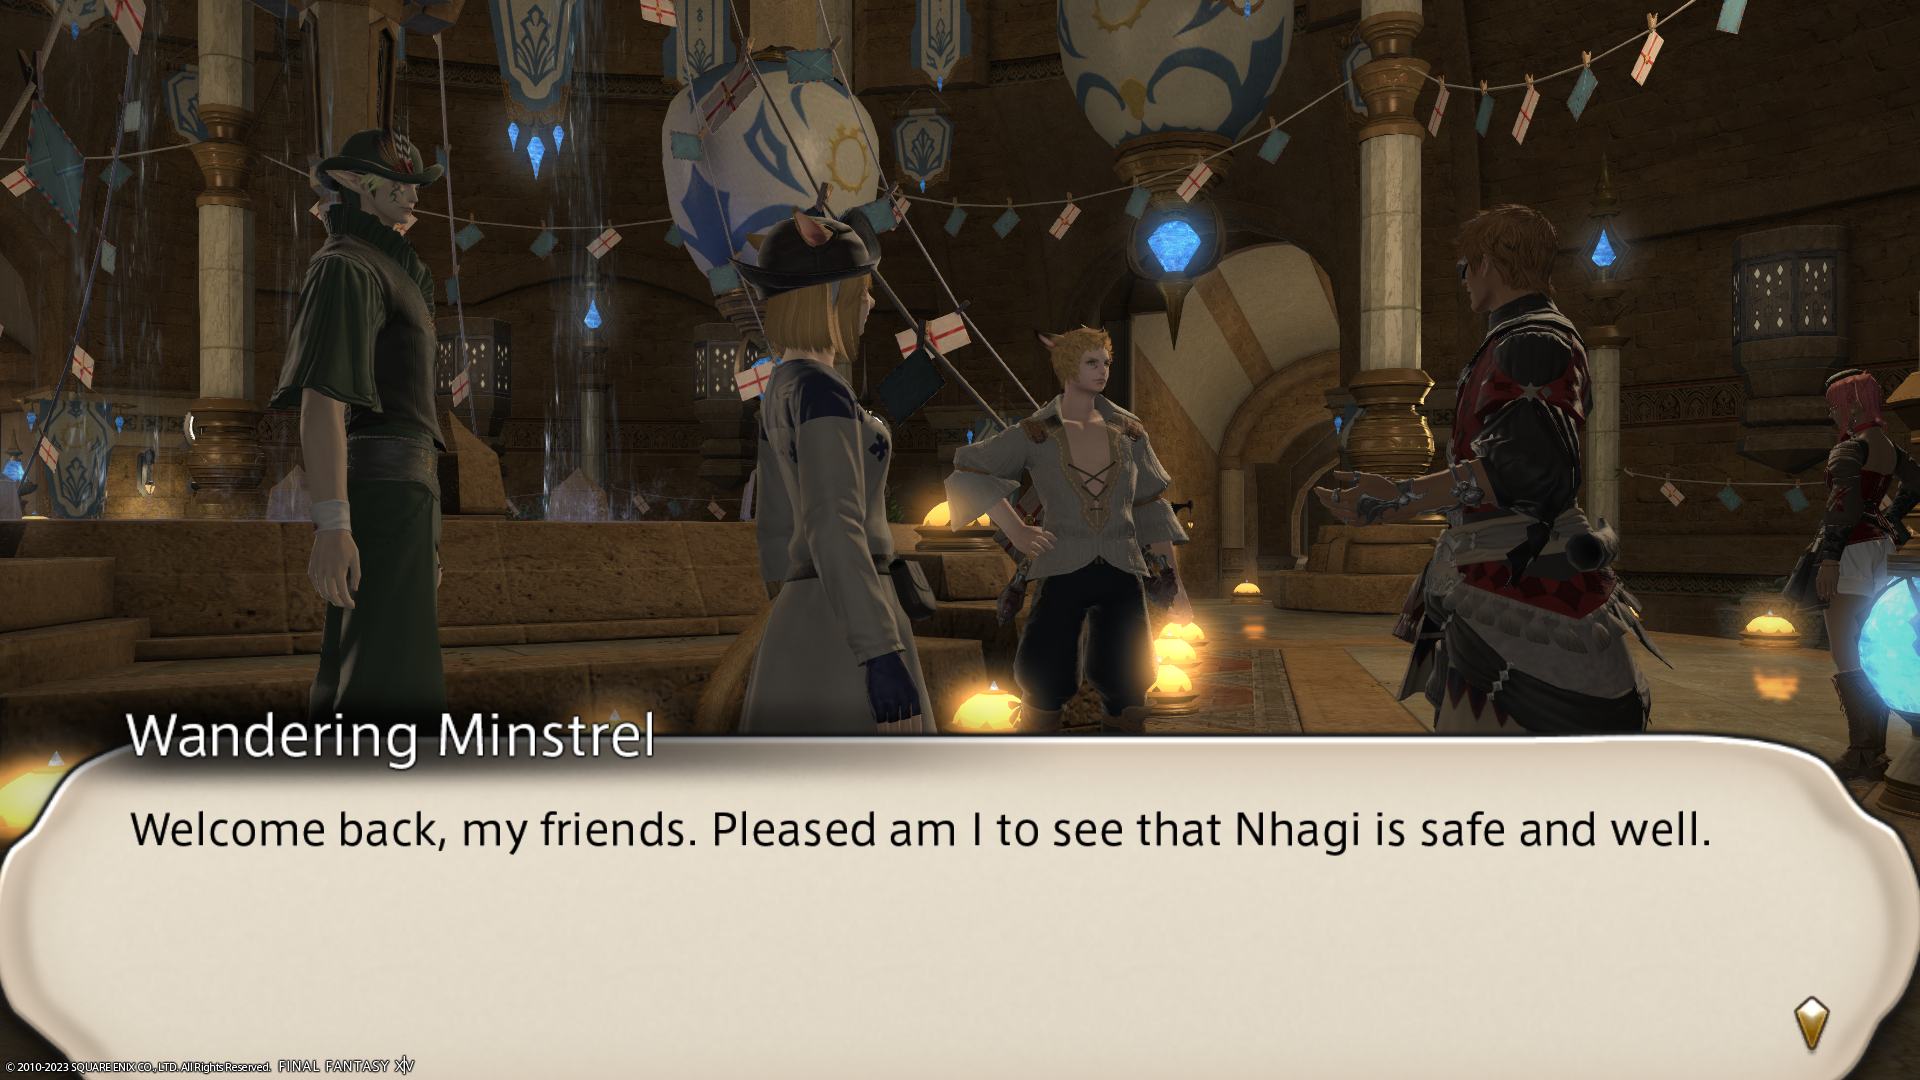 Wandering Minstrel
Welcome back, my friends. Pleased am I to see that Nhagi is safe and well.
© 2010-2023 SQUARE ENIX CO., LTD. All Rights Reserved. FINAL FANTASY XIV